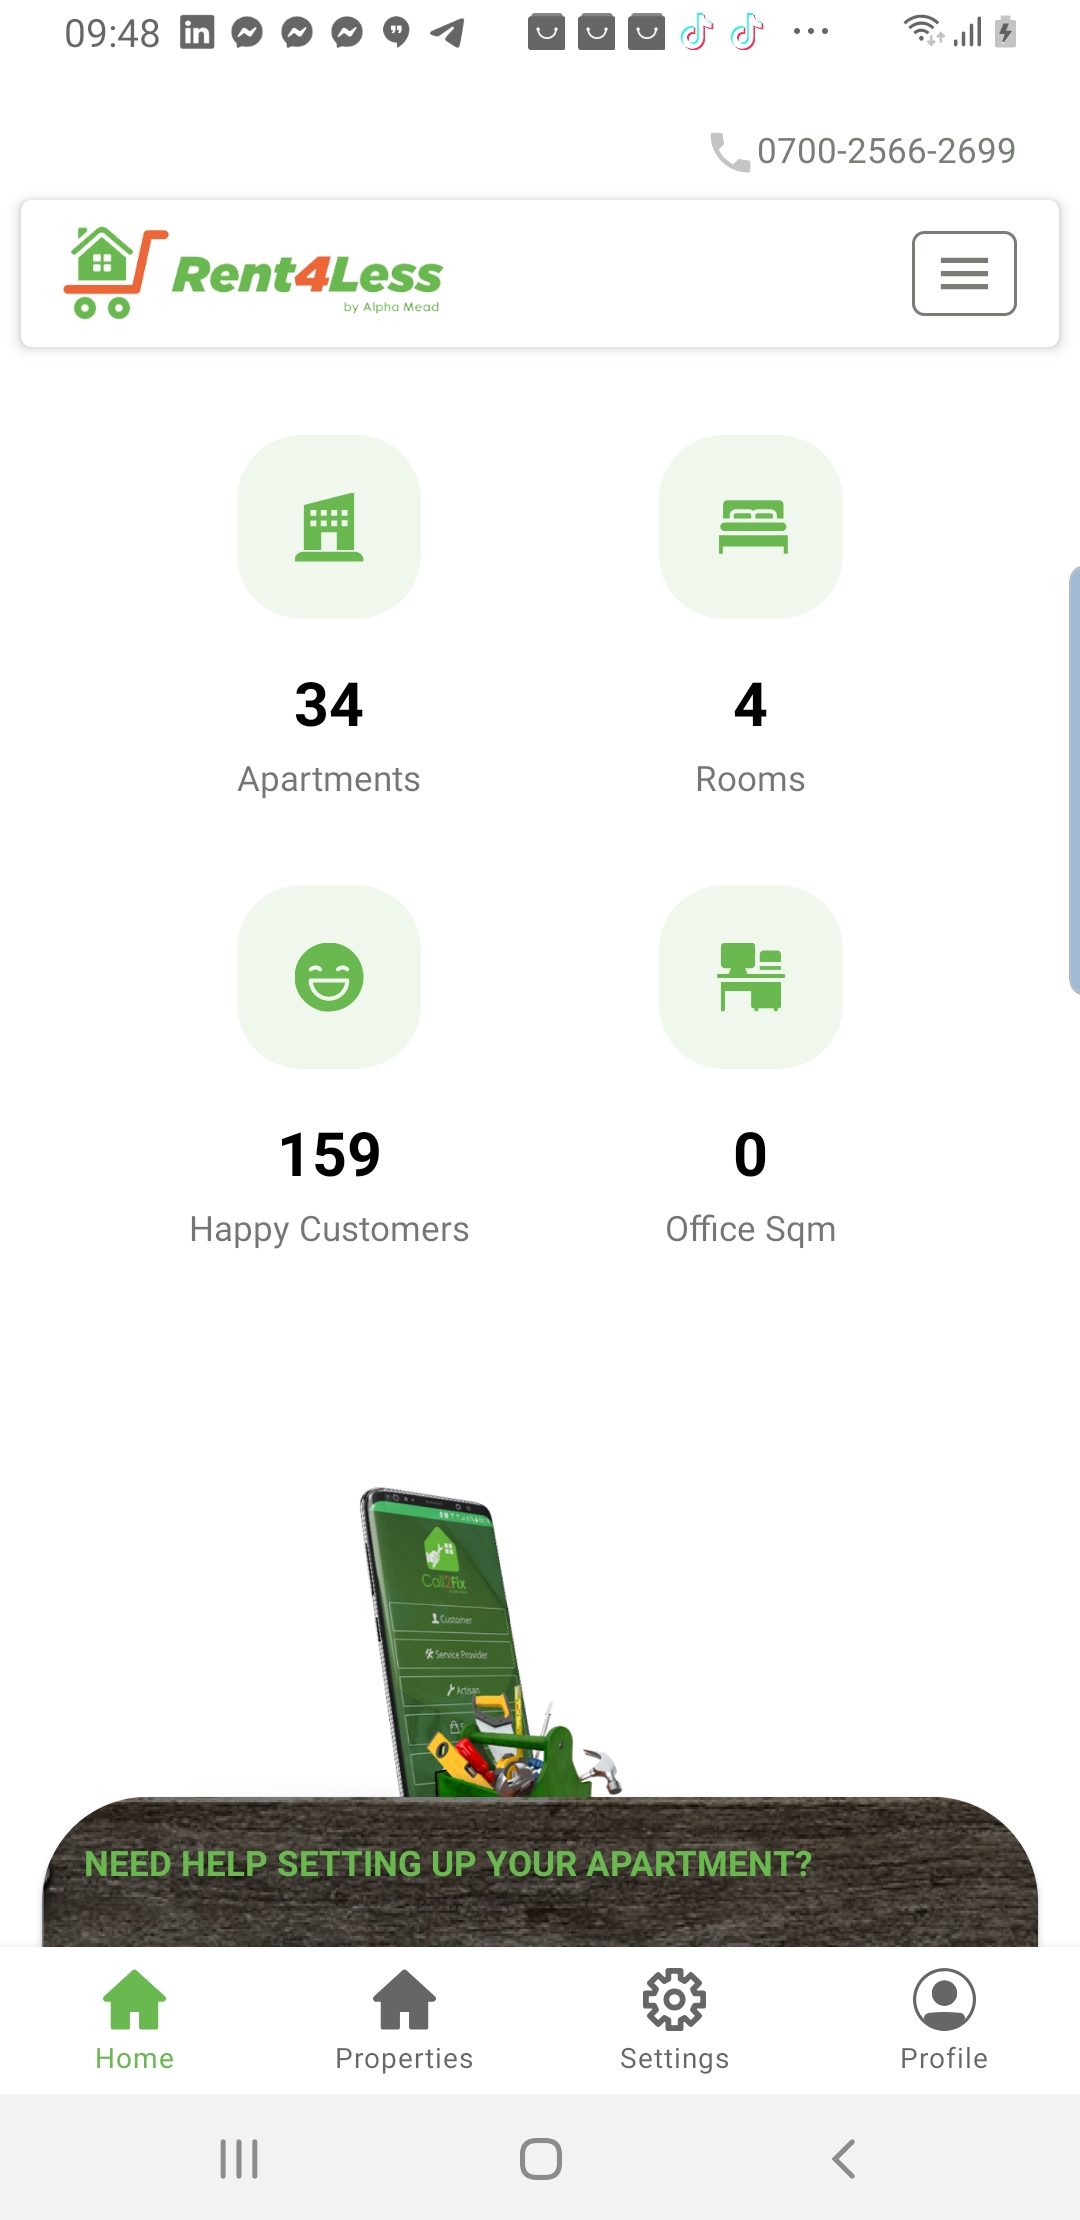 09:48
0700-2566-2699
Rent4Less
by Alpha Mead
34
4
Apartments
Rooms
159
0
Happy Customers
Office Sqm
Call2Fix
Customer
Service Provider
Artisan
NEED HELP SETTING UP YOUR APARTMENT?
Home
Properties
Settings
Profile